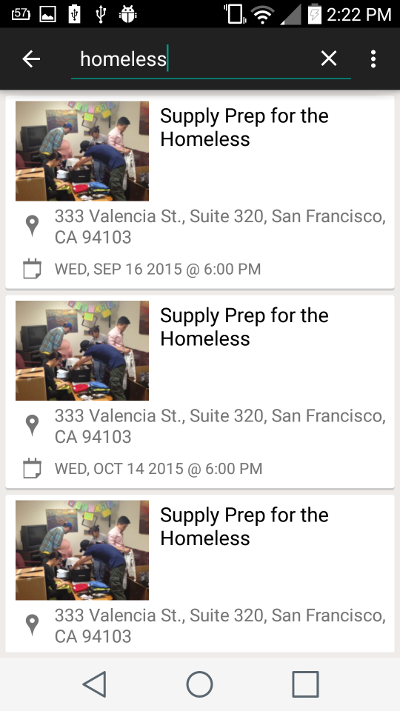 57 2:22 PM
homeless
Supply Prep for the
Homeless
333 Valencia St., Suite 320, San Francisco,
CA 94103
WED, SEP 16 2015 @ 6:00 PM
Supply Prep for the
Homeless
333 Valencia St., Suite 320, San Francisco,
CA 94103
WED, OCT 14 2015 @ 6:00 PM
Supply Prep for the
Homeless
333 Valencia St., Suite 320, San Francisco,
CA 94103